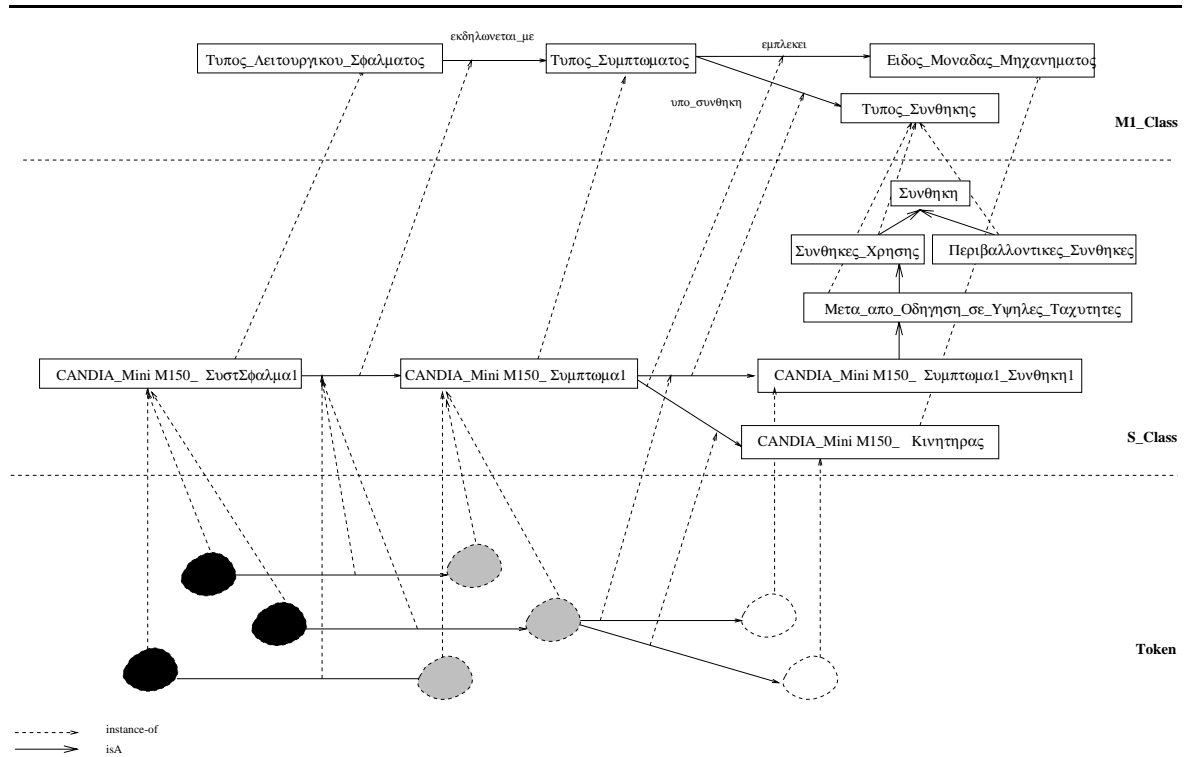 εκδηλωνεται_με
εμπλεκει
Τυπος_Λειτουργικου_Σφαλματος
Τυπος_Συμπτωματος
Ειδος_Μοναδας_Μηχανηματος
υπο_συνθηκη
Τυπος_Συνθηκης
M1_Class
Συνθηκη
Συνθηκες_Χρησης
Περιβαλλοντικες_Συνθηκες
Μετα_απο_Οδηγηση_σε_Υψηλες_Ταχυτητες
CANDIA_Mini M150_ ΣυστΣφαλμα1
CANDIA_Mini M150_ Συμπτωμα1
CANDIA_Mini M150_ Συμπτωμα1_Συνθηκη1
CANDIA_Mini M150_ Κινητηρας
S_Class
Token
instance-of
isA